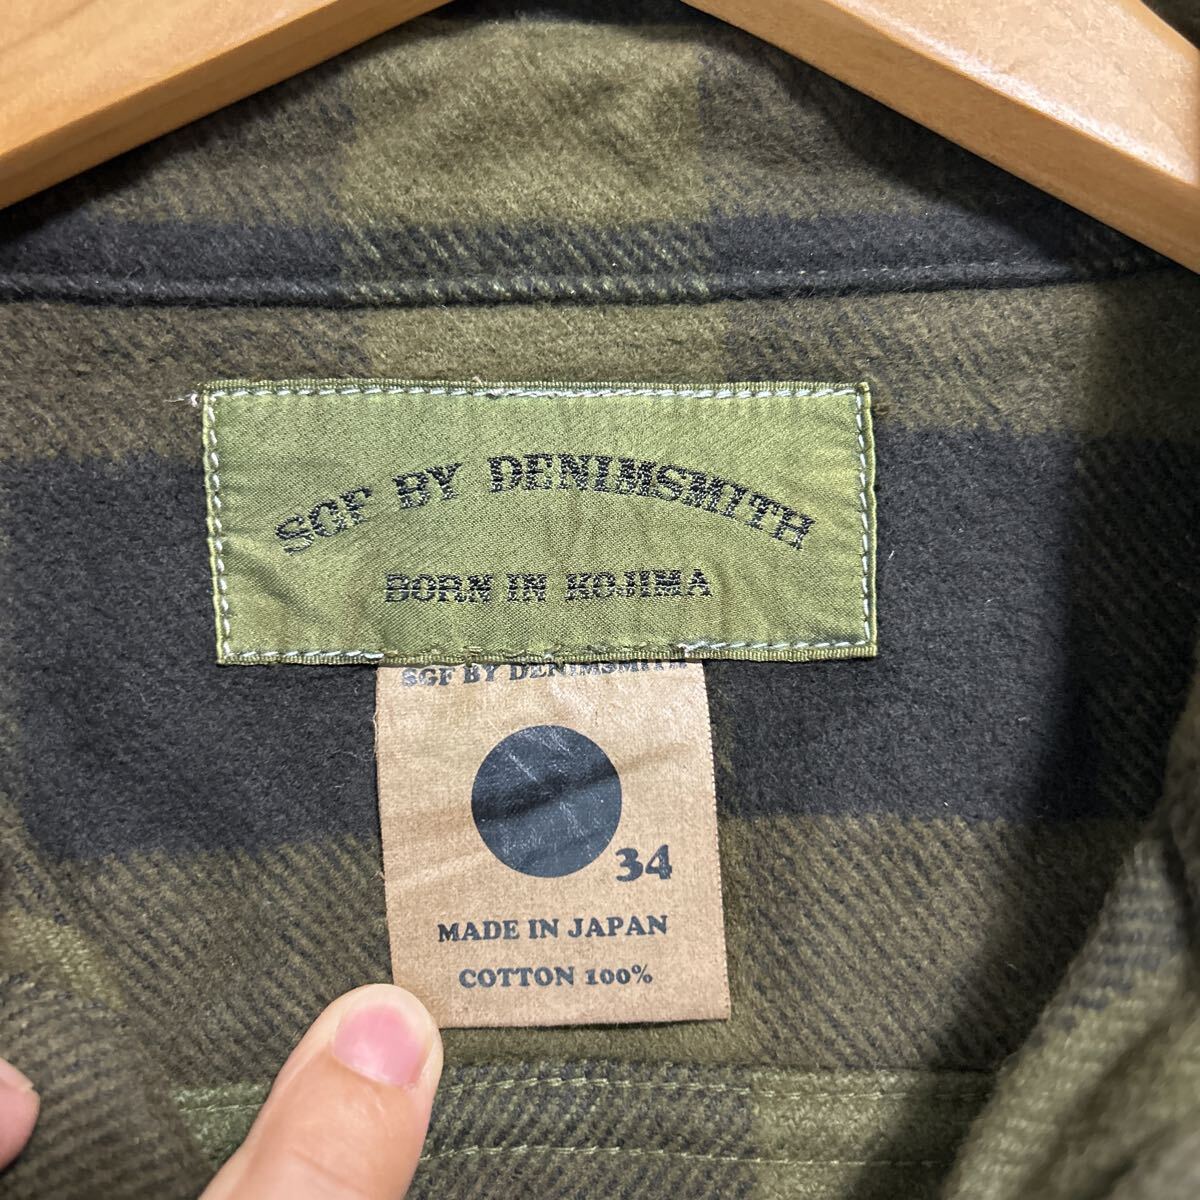 SGF BY DENIMSMITH
BORN IN KOJIMA
SGF BY DENIMSMITH
34
MADE IN JAPAN
COTTON 100%